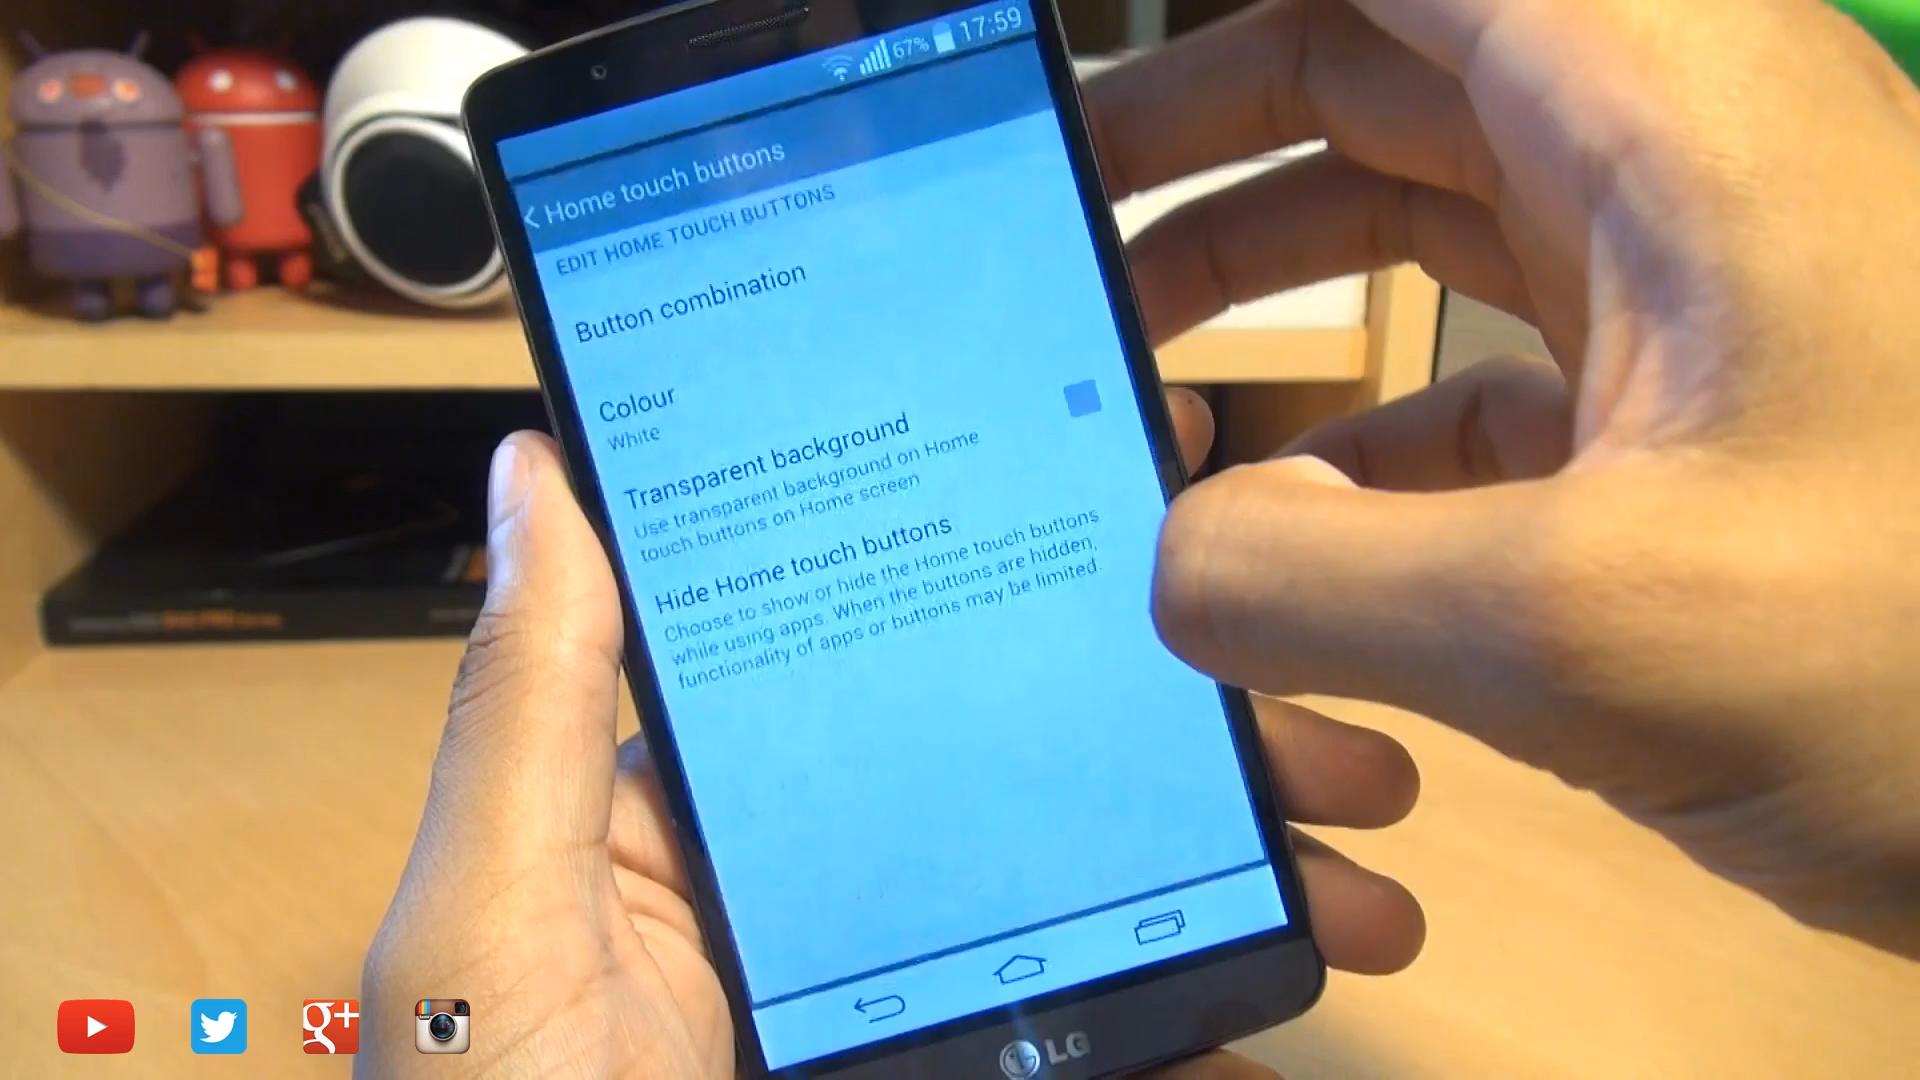 67% 17:59
Home touch buttons
EDIT HOME TOUCH BUTTONS
Button combination
Colour
White
Transparent background
Use transparent background on Home
touch buttons on Home screen
Hide Home touch buttons
Choose to show or hide the Home touch buttons
while using apps. When the buttons are hidden,
functionality of apps or buttons may be limited.
LG
g+